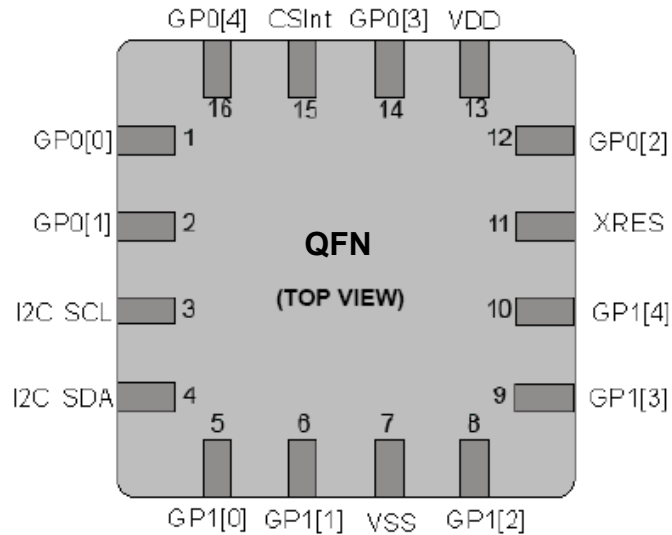 GP0[4] CSInt GP0[3] VDD
16 15 14 13
GP0[0] 1 12 GP0[2]
GP0[1] 2 11 XRES
QFN
(TOP VIEW)
I2C SCL 3 10 GP1[4]
I2C SDA 4 9 GP1[3]
5 6 7 8
GP1[0] GP1[1] VSS GP1[2]